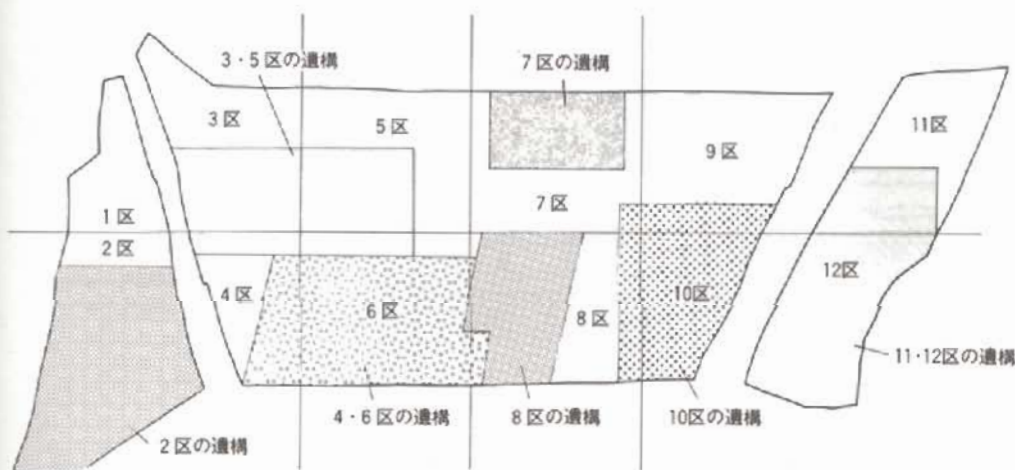 3・5区の遺構
7区の遺構
3区
5区
11区
9区
1区
7区
2区
12区
4区
6区
10区
8区
11・12区の遺構
4・6区の遺構
8区の遺構
10区の遺構
2区の遺構